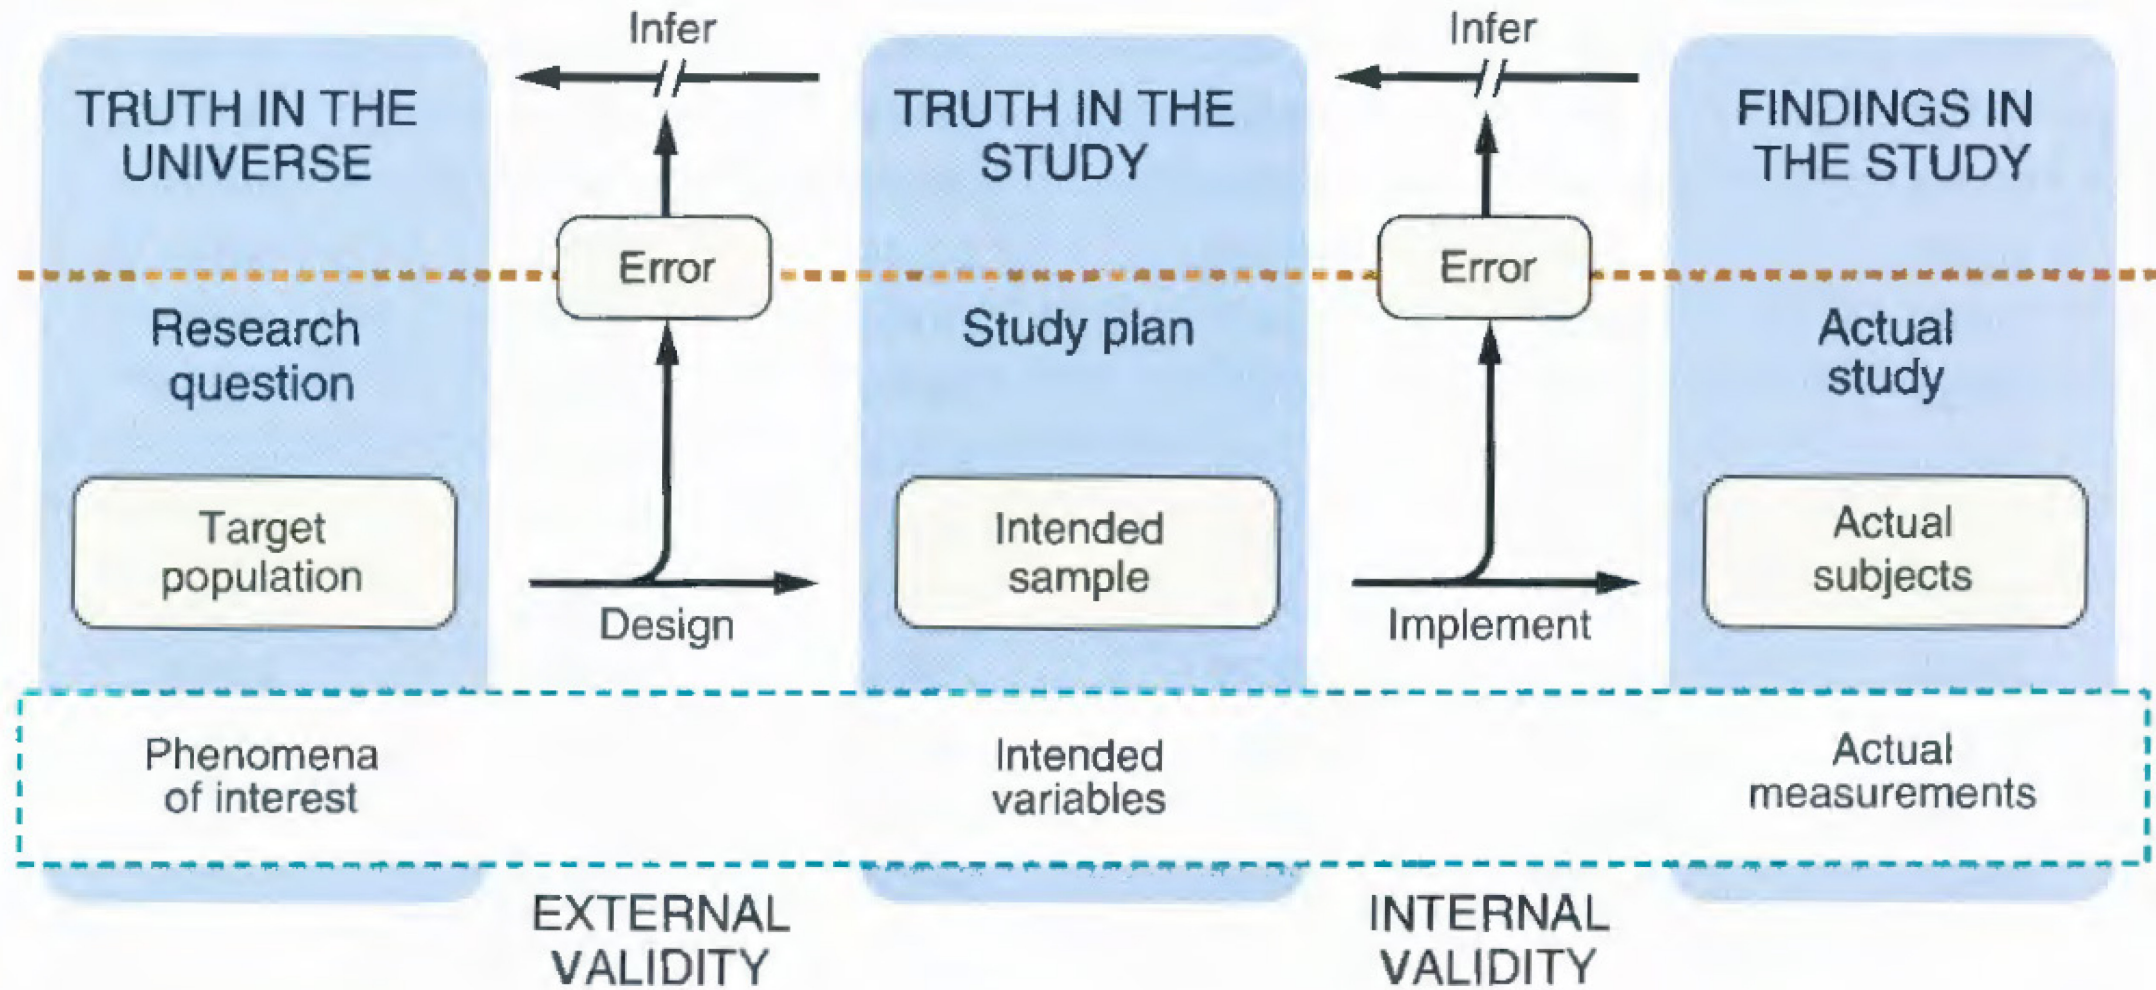 Infer
Infer
TRUTH IN THE
UNIVERSE
TRUTH IN THE
STUDY
FINDINGS IN
THE STUDY
Error
Error
Research
question
Study plan
Actual
study
Target
population
Intended
sample
Actual
subjects
Design
Implement
Phenomena
of interest
Intended
variables
Actual
measurements
EXTERNAL
VALIDITY
INTERNAL
VALIDITY